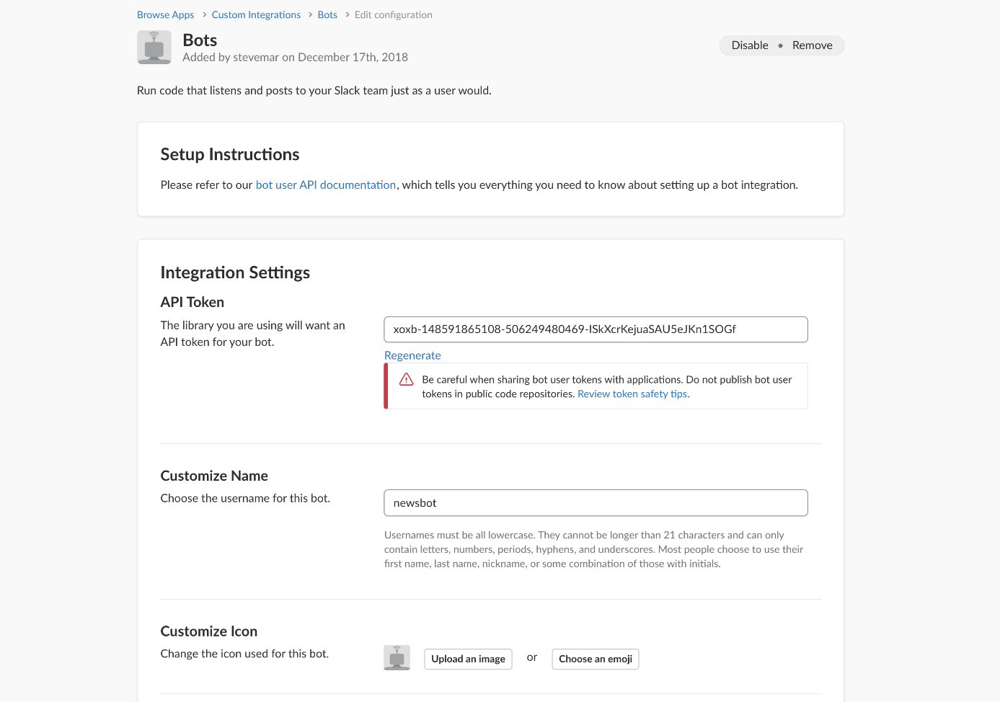 Browse Apps > Custom Integrations > Bots > Edit configuration
Bots
Added by stevemar on December 17th, 2018
Disable • Remove
Run code that listens and posts to your Slack team just as a user would.
Setup Instructions
Please refer to our bot user API documentation, which tells you everything you need to know about setting up a bot integration.
Integration Settings
API Token
The library you are using will want an
API token for your bot.
xoxb-148591865108-506249480469-ISkXcrKejuaSAU5eJKn1SOGf
Regenerate
Be careful when sharing bot user tokens with applications. Do not publish bot user
tokens in public code repositories. Review token safety tips.
Customize Name
Choose the username for this bot.
newsbot
Usernames must be all lowercase. They cannot be longer than 21 characters and can only
contain letters, numbers, periods, hyphens, and underscores. Most people choose to use their
first name, last name, nickname, or some combination of those with initials.
Customize Icon
Change the icon used for this bot.
Upload an image or Choose an emoji